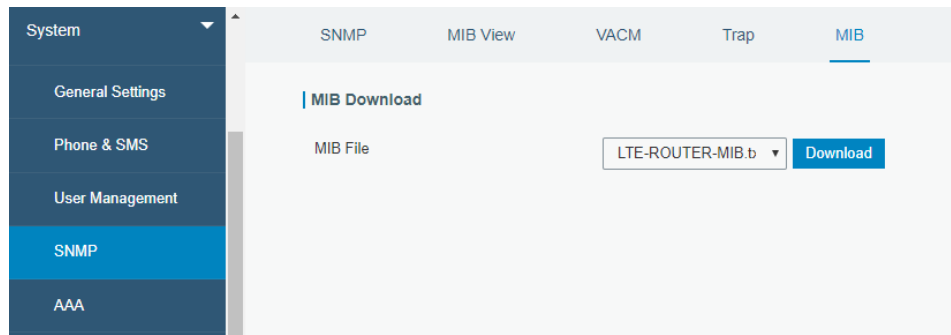 System
General Settings
Phone & SMS
User Management
SNMP
AAA
SNMP MIB View VACM Trap MIB
MIB Download
MIB File LTE-ROUTER-MIB.b Download